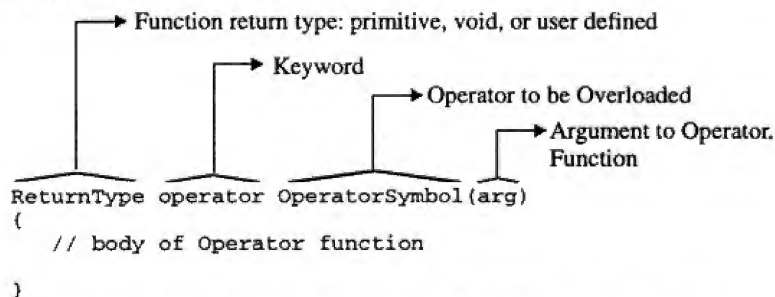 Function return type: primitive, void, or user defined
Keyword
Operator to be Overloaded
Argument to Operator.
Function
ReturnType operator OperatorSymbol(arg)
{
// body of Operator function
}